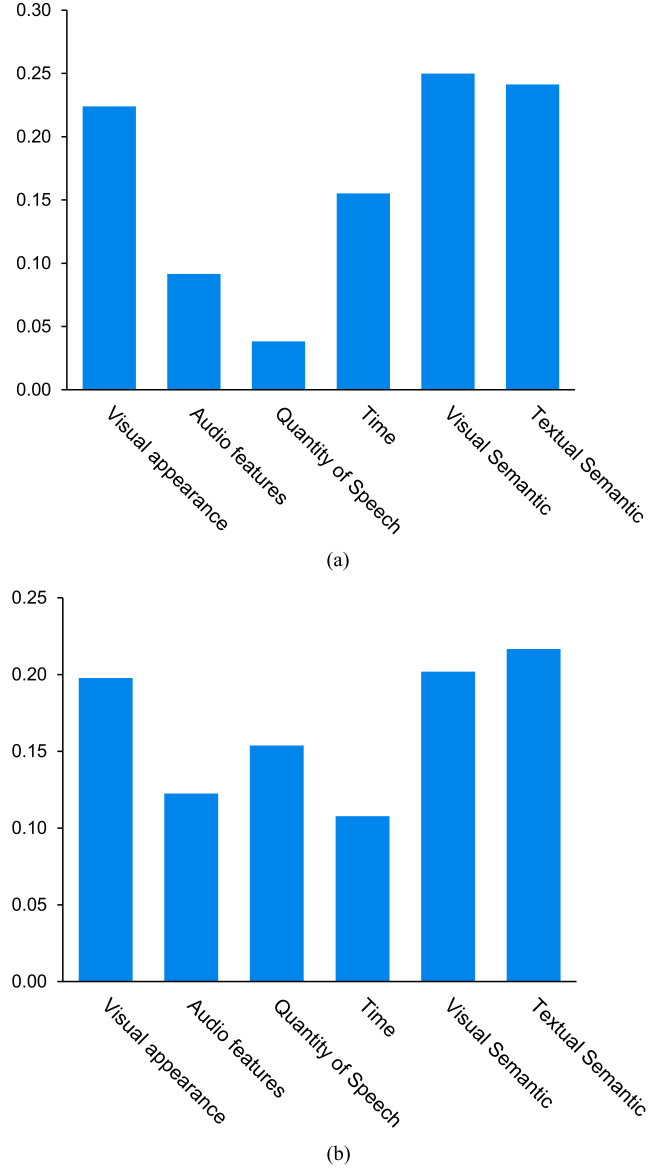 0.30
0.25
0.20
0.15
0.10
0.05
0.00
Visual appearance
Audio features
Quantity of Speech
Time
Visual Semantic
Textual Semantic
(a)
0.25
0.20
0.15
0.10
0.05
0.00
Visual appearance
Audio features
Quantity of Speech
Time
Visual Semantic
Textual Semantic
(b)